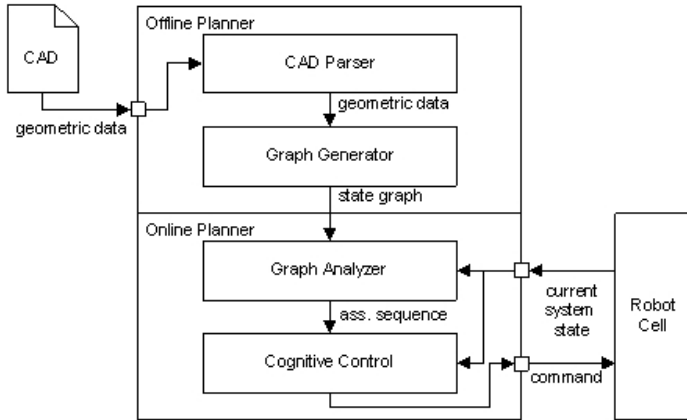 Offline Planner
CAD
CAD Parser
geometric data
geometric data
Graph Generator
state graph
Online Planner
Graph Analyzer
current
system
state
Robot
Cell
ass. sequence
Cognitive Control
command